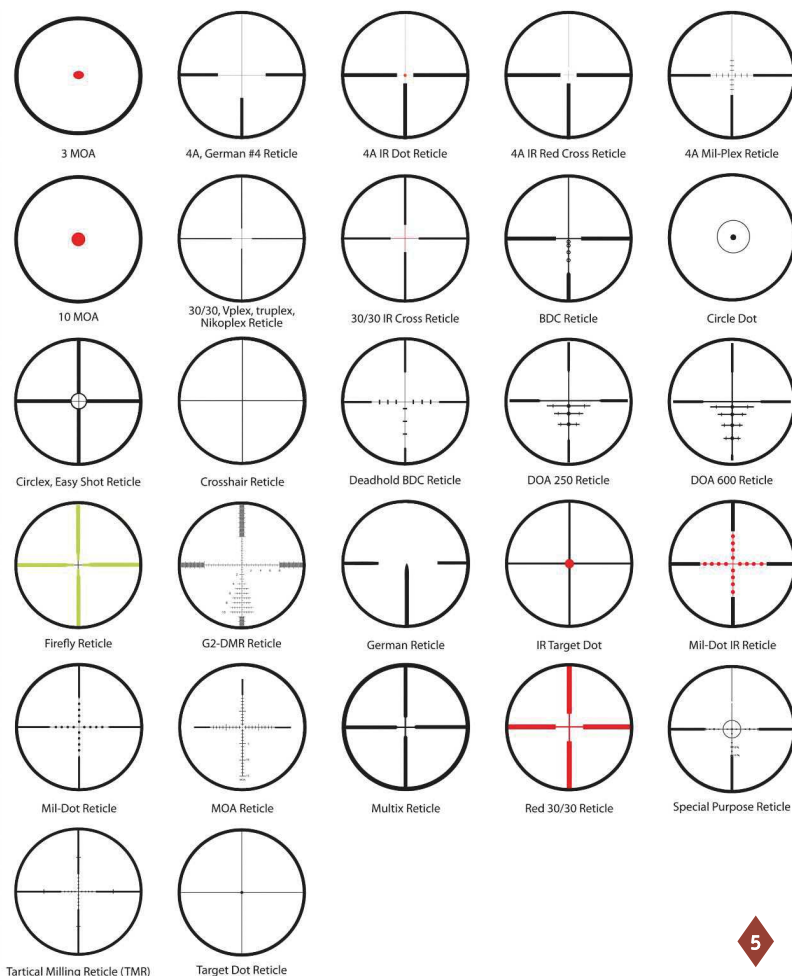 3 MOA
4A, German #4 Reticle
4A IR Dot Reticle
4A IR Red Cross Reticle
4A Mil-Plex Reticle
10 MOA
30/30, Vplex, truplex,
Nikoplex Reticle
30/30 IR Cross Reticle
BDC Reticle
Circle Dot
Circlex, Easy Shot Reticle
Crosshair Reticle
Deadhold BDC Reticle
DOA 250 Reticle
DOA 600 Reticle
Firefly Reticle
G2-DMR Reticle
German Reticle
IR Target Dot
Mil-Dot IR Reticle
Mil-Dot Reticle
MOA Reticle
Multix Reticle
Red 30/30 Reticle
Special Purpose Reticle
Tartical Milling Reticle (TMR)
Target Dot Reticle
5